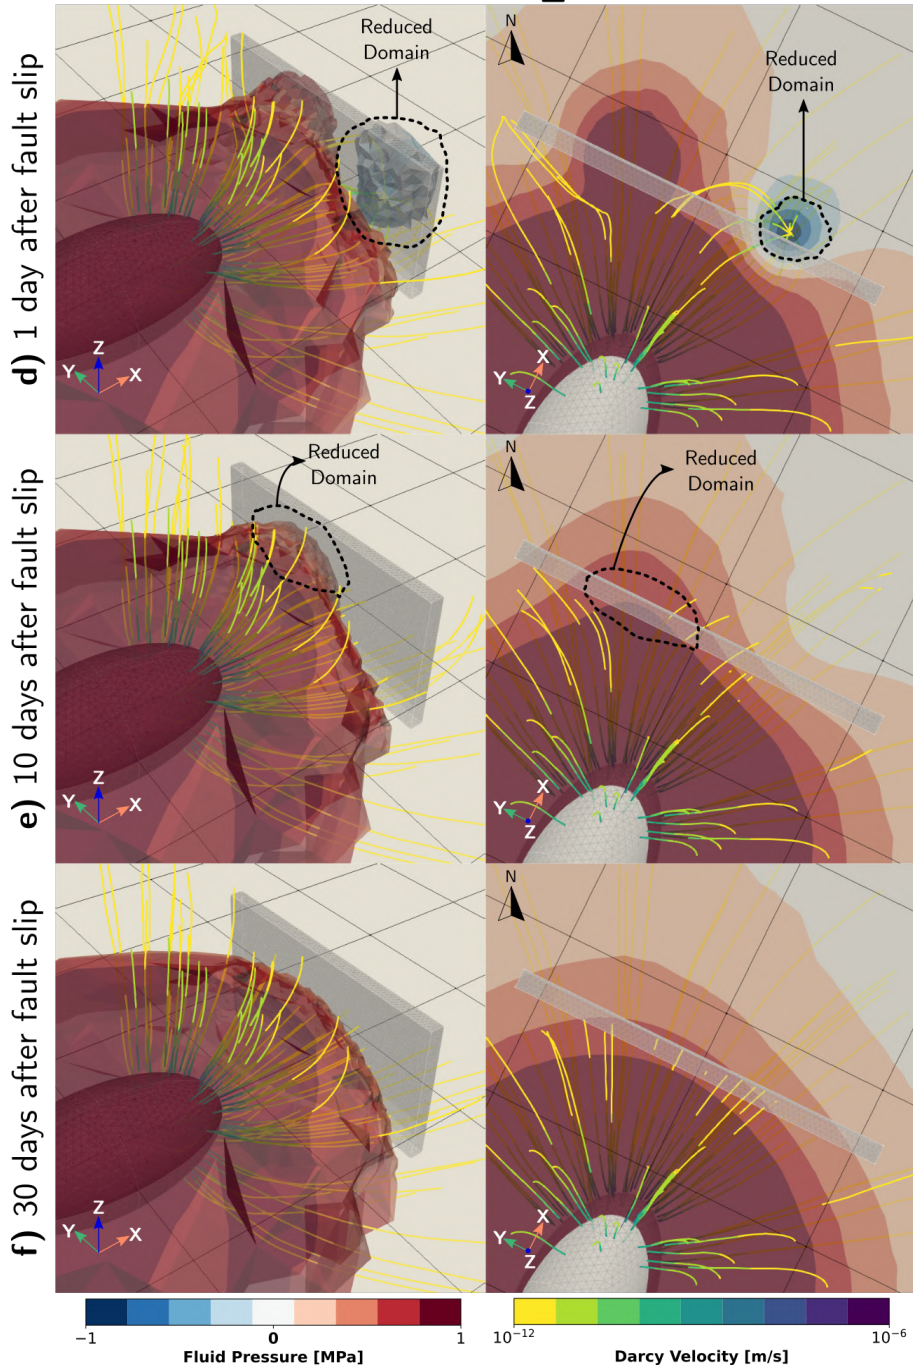 d) 1 day after fault slip
Reduced
Domain
Z
Y
X
N
Reduced
Domain
X
Y
Z
e) 10 days after fault slip
Reduced
Domain
Z
Y
X
N
Reduced
Domain
X
Y
Z
f) 30 days after fault slip
Z
Y
X
N
X
Y
Z
−1
0
1
Fluid Pressure [MPa]
10⁻¹²
10⁻⁶
Darcy Velocity [m/s]